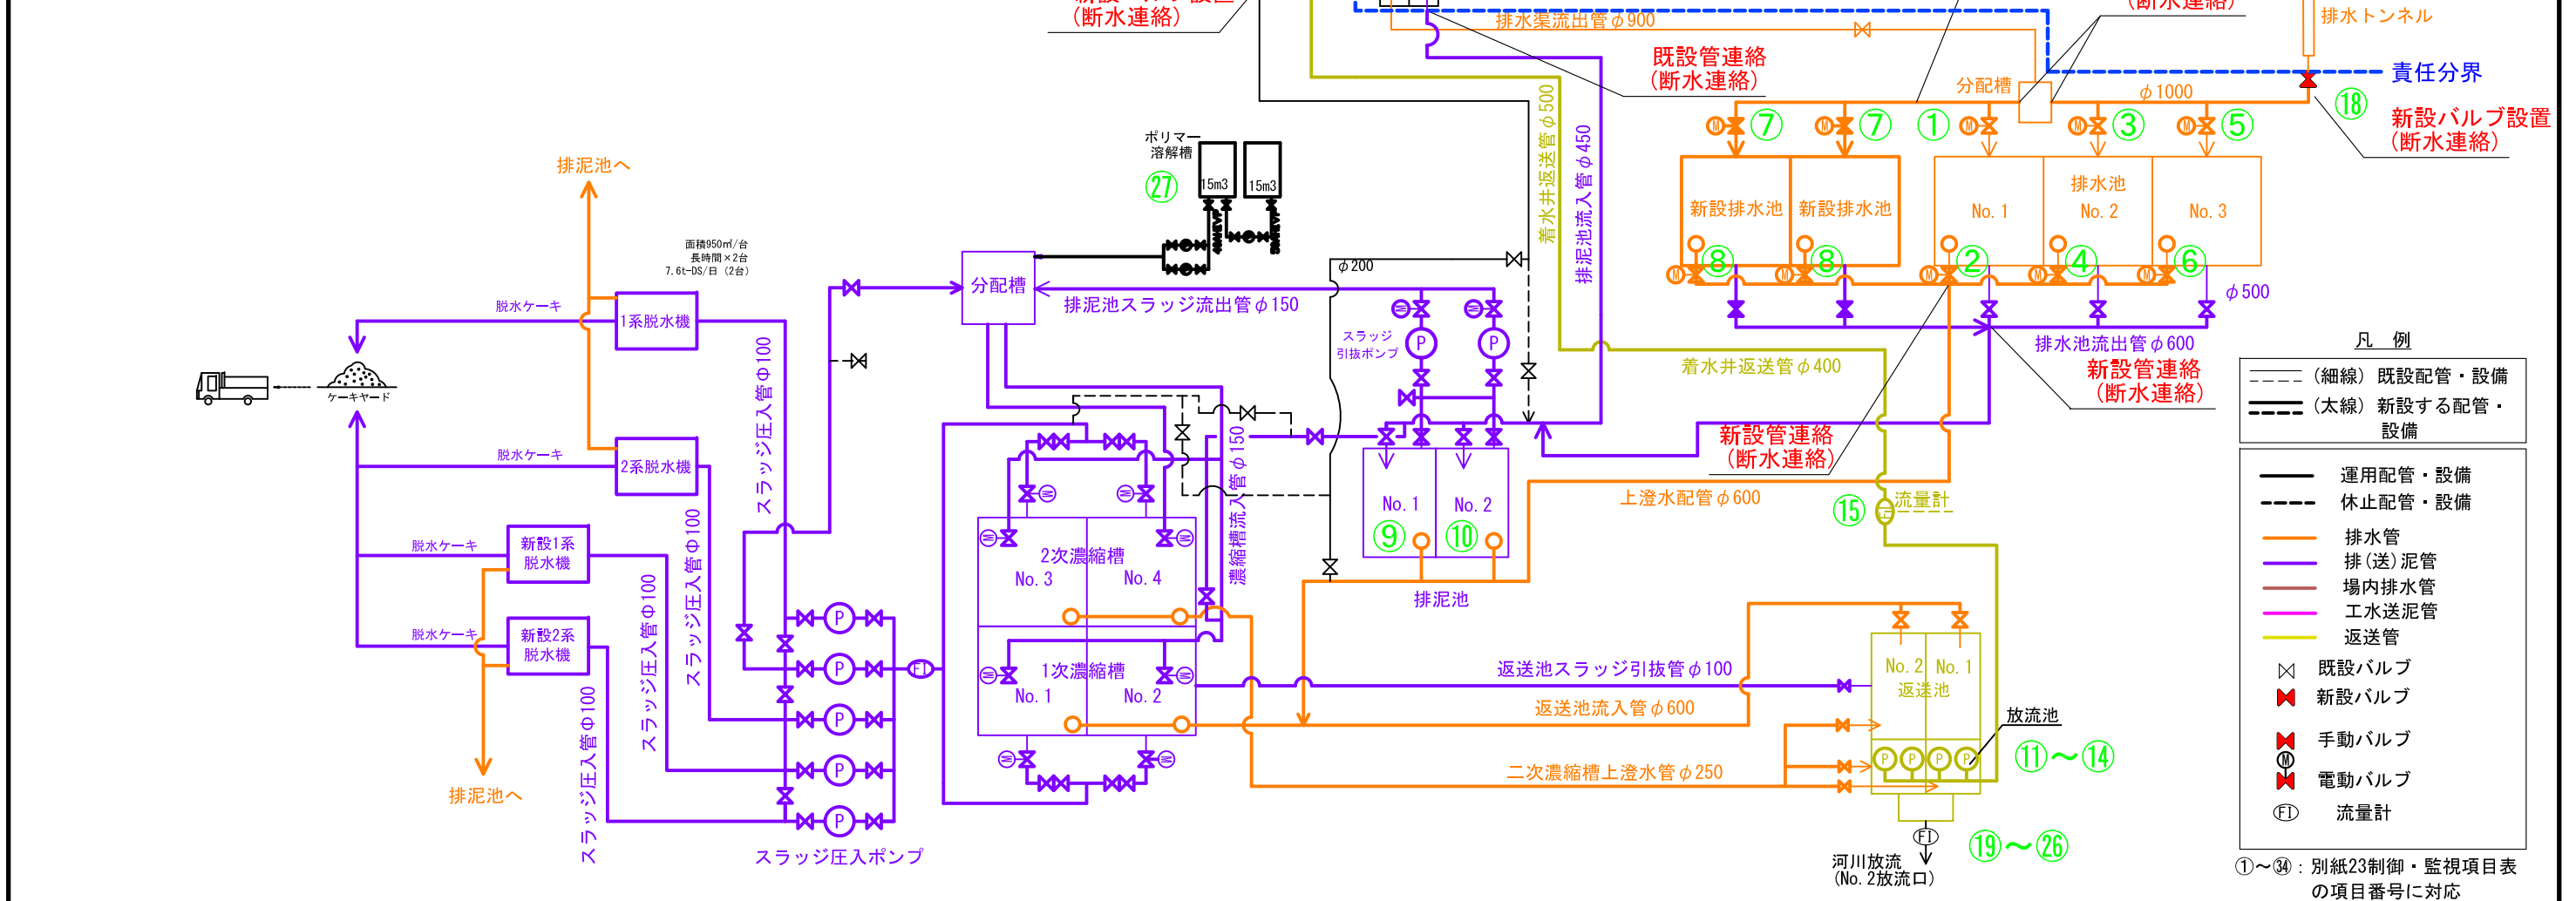 (断水連絡)
排水渠流出管φ900
(断水連絡)
排水トンネル
既設管連絡
(断水連絡)
責任分界
分配槽
φ1000
⑱
新設バルブ設置
(断水連絡)
着水井返送管φ500
排泥池流入管φ450
Ⓜ ⑦ Ⓜ ⑦ ① Ⓜ Ⓜ ③ Ⓜ ⑤
ポリマー
溶解槽
㉗
15m3
15m3
排泥池へ
新設排水池
新設排水池
排水池
No. 1
No. 2
No. 3
面積950㎡/台
長時間×2台
7. 6t-DS/日 (2台)
φ200
Ⓜ ⑧ Ⓜ ⑧ Ⓜ ② Ⓜ ④ Ⓜ ⑥
分配槽
φ500
脱水ケーキ
排泥池スラッジ流出管φ150
1系脱水機
M
M
スラッジ
引抜ポンプ
P
P
排水池流出管φ600
新設管連絡
(断水連絡)
凡 例
着水井返送管φ400
(細線) 既設配管・設備
(太線) 新設する配管・
設備
ケーキヤード
スラッジ圧入管Φ100
新設管連絡
(断水連絡)
脱水ケーキ
2系脱水機
濃縮槽流入管φ150
運用配管・設備
休止配管・設備
排水管
排(送)泥管
場内排水管
工水送泥管
返送管
M
M
No. 1
No. 2
⑨
⑩
上澄水配管φ600
⑮
流量計
スラッジ圧入管Φ100
脱水ケーキ
新設1系
脱水機
M
M
2次濃縮槽
No. 3
No. 4
排泥池
スラッジ圧入管Φ100
脱水ケーキ
新設2系
脱水機
P
P
P
P
P
FI
M
M
1次濃縮槽
No. 1
No. 2
返送池スラッジ引抜管φ100
No. 2
No. 1
返送池
既設バルブ
新設バルブ
手動バルブ
Ⓜ
電動バルブ
FI
流量計
返送池流入管φ600
放流池
⑪～⑭
スラッジ圧入管Φ100
M
M
P
P
P
P
二次濃縮槽上澄水管φ250
排泥池へ
FI
⑲～㉖
スラッジ圧入ポンプ
河川放流
(No. 2放流口)
①～㉞ : 別紙23制御・監視項目表
の項目番号に対応